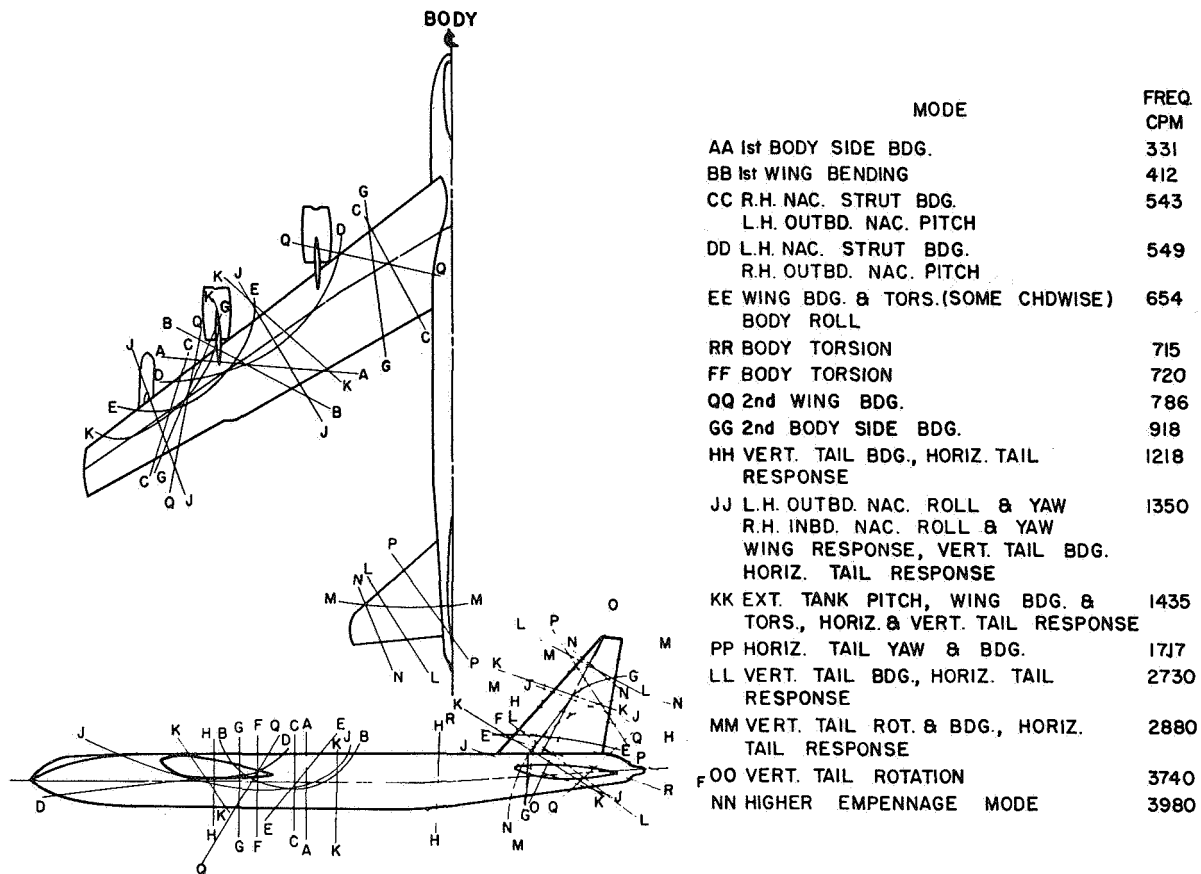 BODY
MODE
FREQ.
CPM
AA 1st BODY SIDE BDG. 331
BB 1st WING BENDING 412
CC R.H. NAC. STRUT BDG. 543
L.H. OUTBD. NAC. PITCH
DD L.H. NAC. STRUT BDG. 549
R.H. OUTBD. NAC. PITCH
EE WING BDG. & TORS.(SOME CHDWISE) 654
BODY ROLL
RR BODY TORSION 715
FF BODY TORSION 720
QQ 2nd WING BDG. 786
GG 2nd BODY SIDE BDG. 918
HH VERT. TAIL BDG., HORIZ. TAIL 1218
RESPONSE
JJ L.H. OUTBD. NAC. ROLL & YAW 1350
R.H. INBD. NAC. ROLL & YAW
WING RESPONSE, VERT. TAIL BDG.
HORIZ. TAIL RESPONSE
KK EXT. TANK PITCH, WING BDG. & 1435
TORS., HORIZ. & VERT. TAIL RESPONSE
PP HORIZ. TAIL YAW & BDG. 1717
LL VERT. TAIL BDG., HORIZ. TAIL 2730
RESPONSE
MM VERT. TAIL ROT. & BDG., HORIZ. 2880
TAIL RESPONSE
OO VERT. TAIL ROTATION 3740
NN HIGHER EMPENNAGE MODE 3980
G
C
D
Q
Q
K
J
E
K
G
Q
B
C
J
A
D
C
G
A
K
E
B
J
K
C
G
Q
J
P
N
L
M
M
P
N
L
O
L
P
N
M
M
K
M
J
G
L
N
N
H
K
J
K
F
L
H
R
E
Q
H
E
J
P
J
K
H
B
G
F
Q
C
A
E
J
B
D
K
D
R
F
K
J
G
O
Q
L
K
H
E
G
F
C
A
K
H
N
M
Q